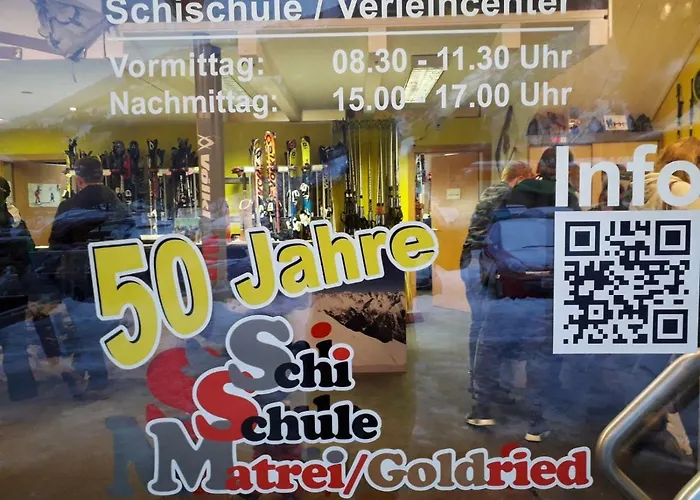 Schischule / Verleihcenter
Vormittag: 08.30 - 11.30 Uhr
Nachmittag: 15.00 - 17.00 Uhr
Info
50 Jahre
Schi
Schule
Matrei/Goldried